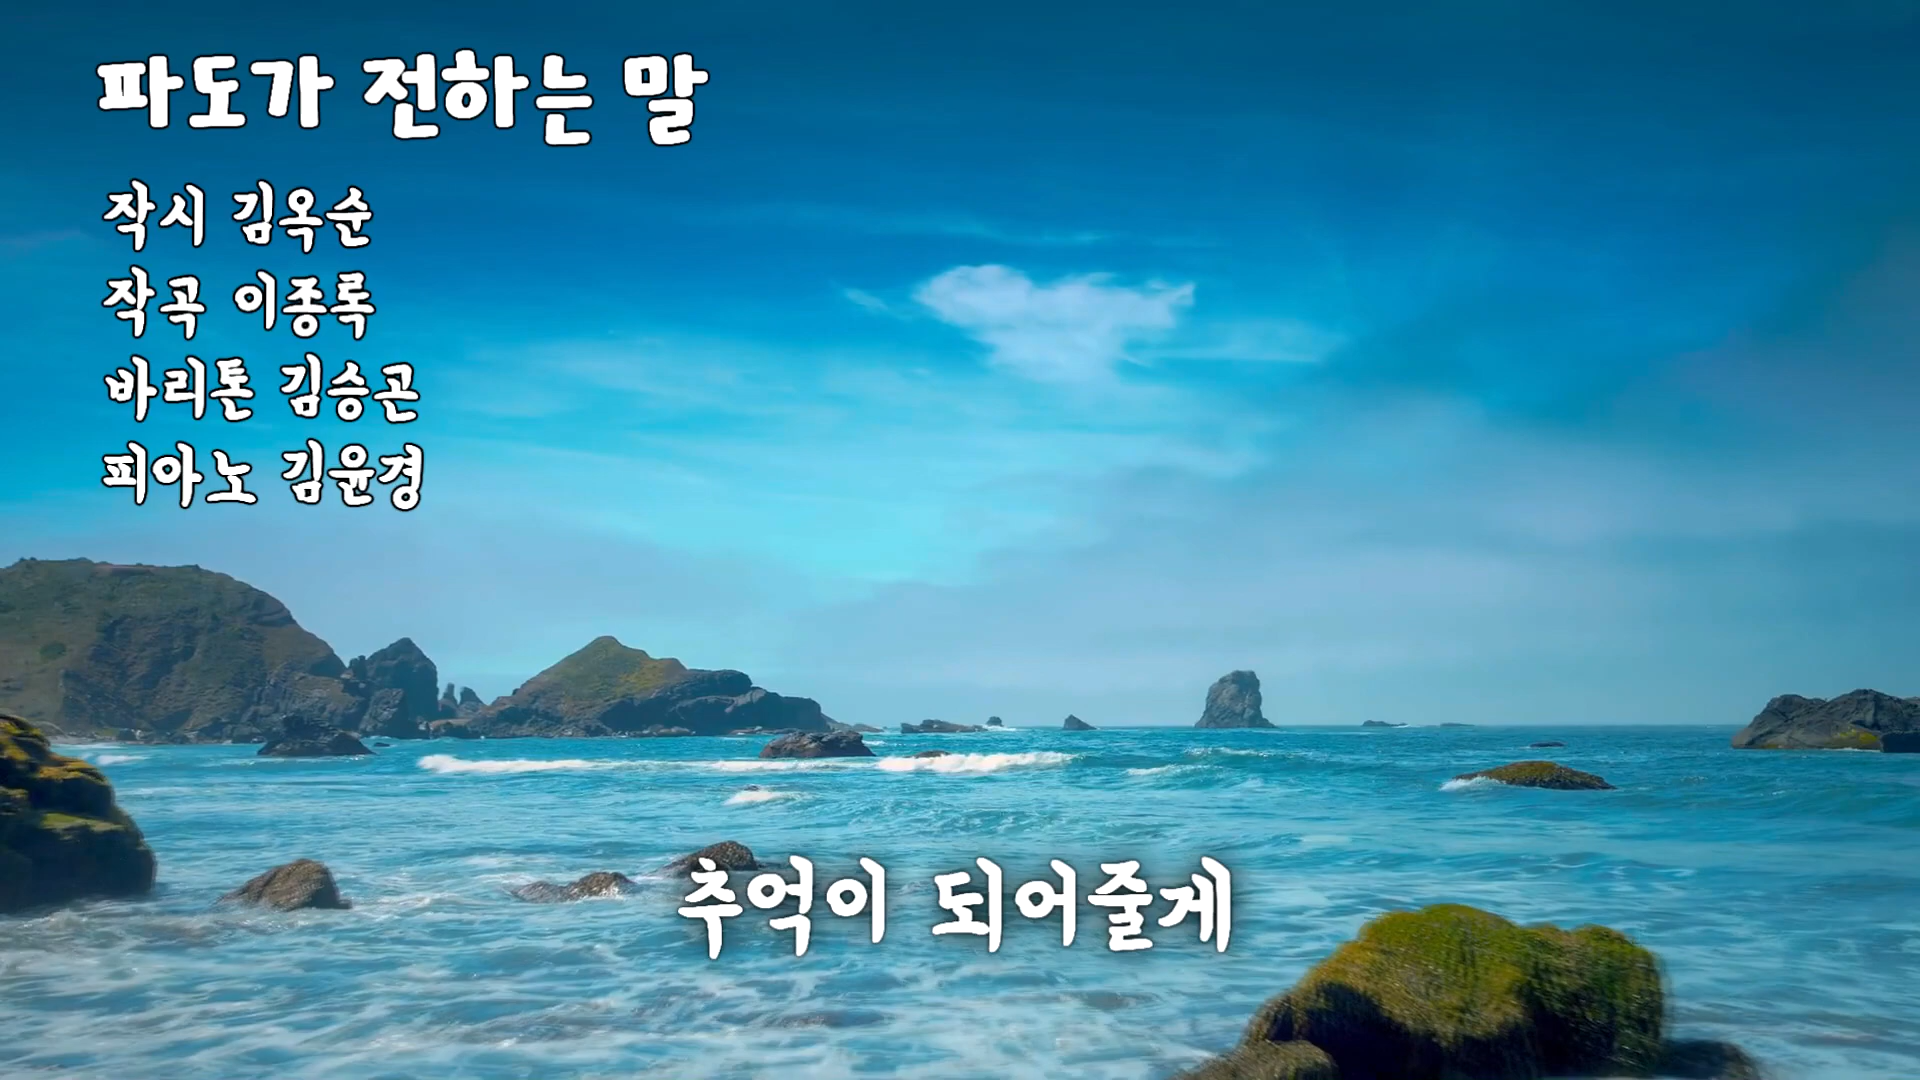 파도가 전하는 말
작시 김옥순
작곡 이종록
바리톤 김승곤
피아노 김윤경
추억이 되어줄게